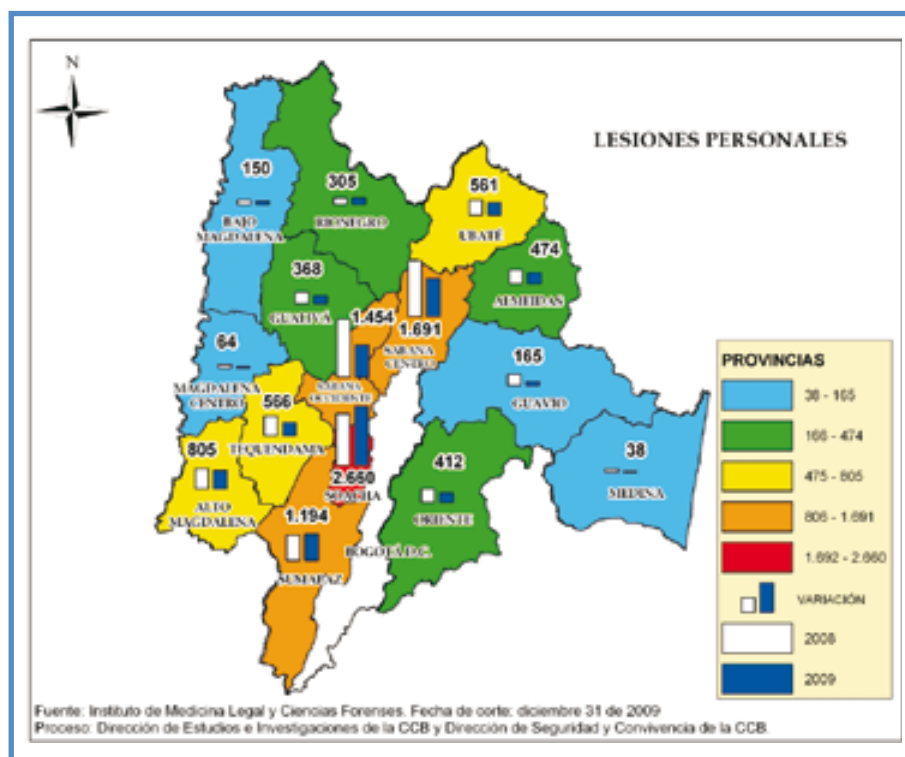 N
LESIONES PERSONALES
150
BAJO
MAGDALENA
305
RIONEGRO
561
UBATÉ
474
ALMEIDAS
368
GUALIVÁ
1.454
SABANA
OCCIDENTE
1.691
SABANA
CENTRO
64
MAGDALENA
CENTRO
165
GUAVIO
566
TEQUENDAMA
38
MEDINA
805
ALTO
MAGDALENA
2.660
SOACHA
412
ORIENTE
1.194
SUMAPAZ
BOGOTÁ D.C.
PROVINCIAS
38 - 165
166 - 474
475 - 805
806 - 1.691
1.692 - 2.660
VARIACIÓN
2008
2009
Fuente: Instituto de Medicina Legal y Ciencias Forenses. Fecha de corte: diciembre 31 de 2009
Proceso: Dirección de Estudios e Investigaciones de la CCB y Dirección de Seguridad y Convivencia de la CCB.